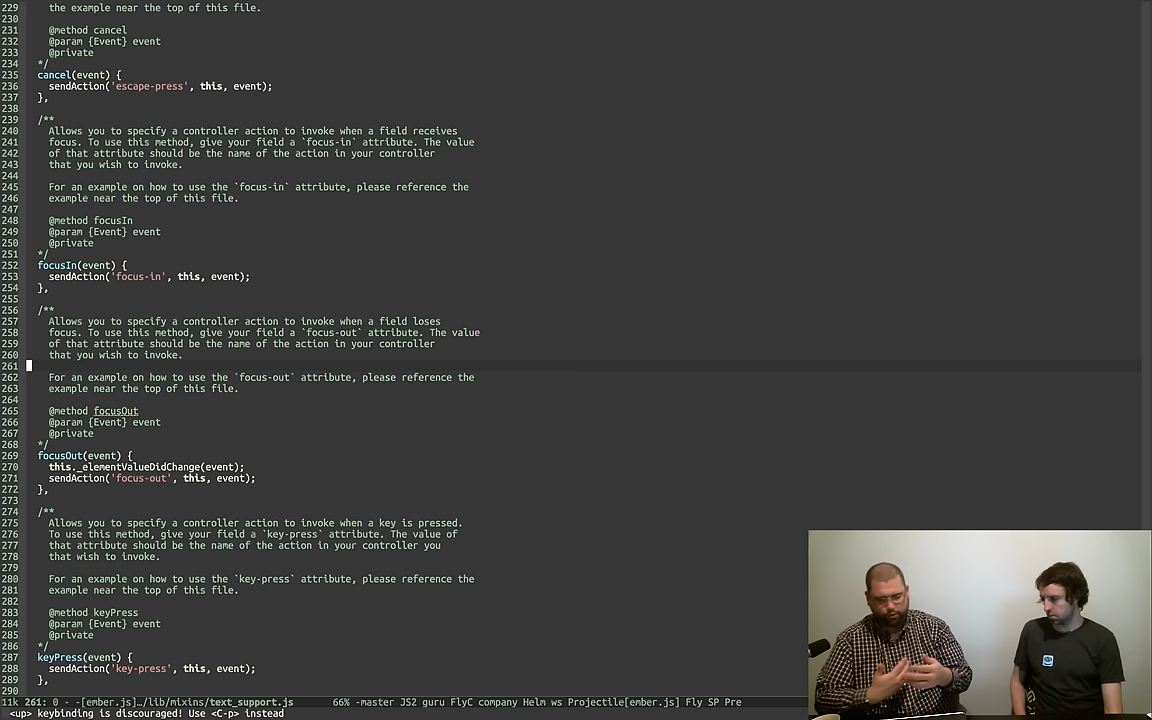 229 the example near the top of this file.
230
231 @method cancel
232 @param {Event} event
233 @private
234 */
235 cancel(event) {
236 sendAction('escape-press', this, event);
237 },
238
239 /**
240 Allows you to specify a controller action to invoke when a field receives
241 focus. To use this method, give your field a `focus-in` attribute. The value
242 of that attribute should be the name of the action in your controller
243 that you wish to invoke.
244
245 For an example on how to use the `focus-in` attribute, please reference the
246 example near the top of this file.
247
248 @method focusIn
249 @param {Event} event
250 @private
251 */
252 focusIn(event) {
253 sendAction('focus-in', this, event);
254 },
255
256 /**
257 Allows you to specify a controller action to invoke when a field loses
258 focus. To use this method, give your field a `focus-out` attribute. The value
259 of that attribute should be the name of the action in your controller
260 that you wish to invoke.
261
262 For an example on how to use the `focus-out` attribute, please reference the
263 example near the top of this file.
264
265 @method focusOut
266 @param {Event} event
267 @private
268 */
269 focusOut(event) {
270 this._elementValueDidChange(event);
271 sendAction('focus-out', this, event);
272 },
273
274 /**
275 Allows you to specify a controller action to invoke when a key is pressed.
276 To use this method, give your field a `key-press` attribute. The value of
277 that attribute should be the name of the action in your controller you
278 that wish to invoke.
279
280 For an example on how to use the `key-press` attribute, please reference the
281 example near the top of this file.
282
283 @method keyPress
284 @param {Event} event
285 @private
286 */
287 keyPress(event) {
288 sendAction('key-press', this, event);
289 },
290
11k 261: 0 - -[ember.js]…/lib/mixins/text_support.js 66% -master JS2 guru FlyC company Helm ws Projectile[ember.js] Fly SP Pre
<up> keybinding is discouraged! Use <C-p> instead